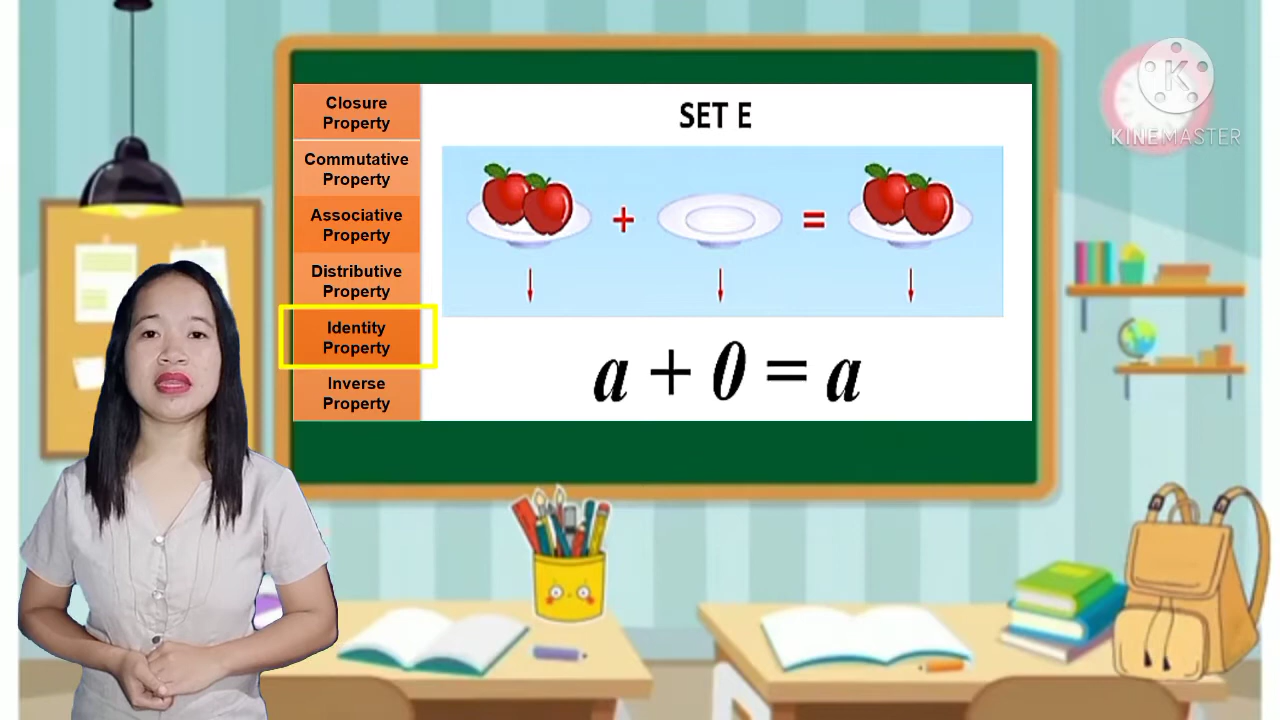 Closure
Property
Commutative
Property
Associative
Property
Distributive
Property
Identity
Property
Inverse
Property
SET E
+
=
a + 0 = a
K
KINEMASTER